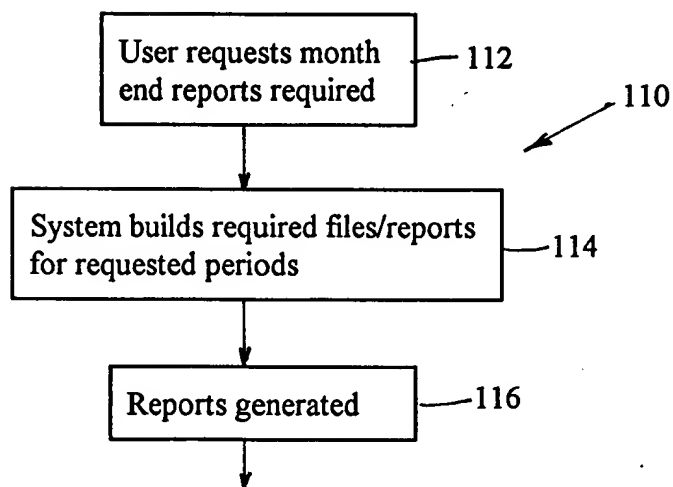 User requests month
end reports required
112
110
System builds required files/reports
for requested periods
114
Reports generated
116